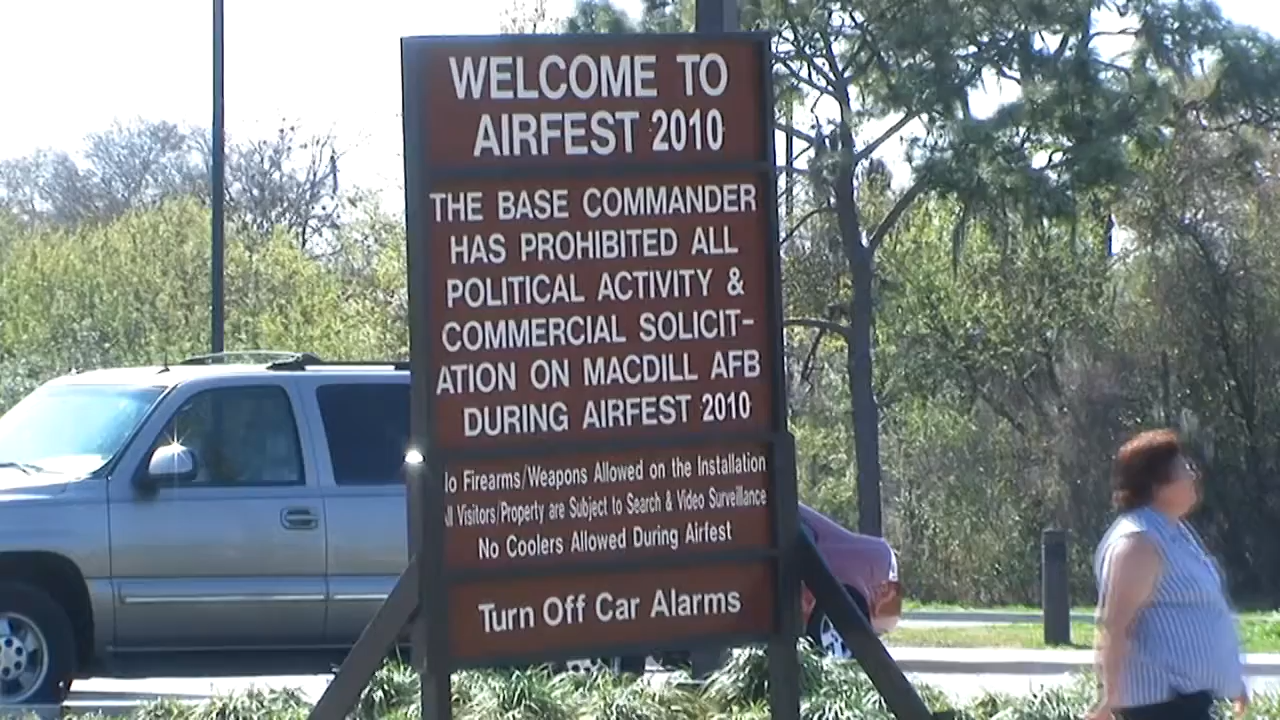 WELCOME TO
AIRFEST 2010
THE BASE COMMANDER
HAS PROHIBITED ALL
POLITICAL ACTIVITY &
COMMERCIAL SOLICIT-
ATION ON MACDILL AFB
DURING AIRFEST 2010
No Firearms/Weapons Allowed on the Installation
All Visitors/Property are Subject to Search & Video Surveillance
No Coolers Allowed During Airfest
Turn Off Car Alarms